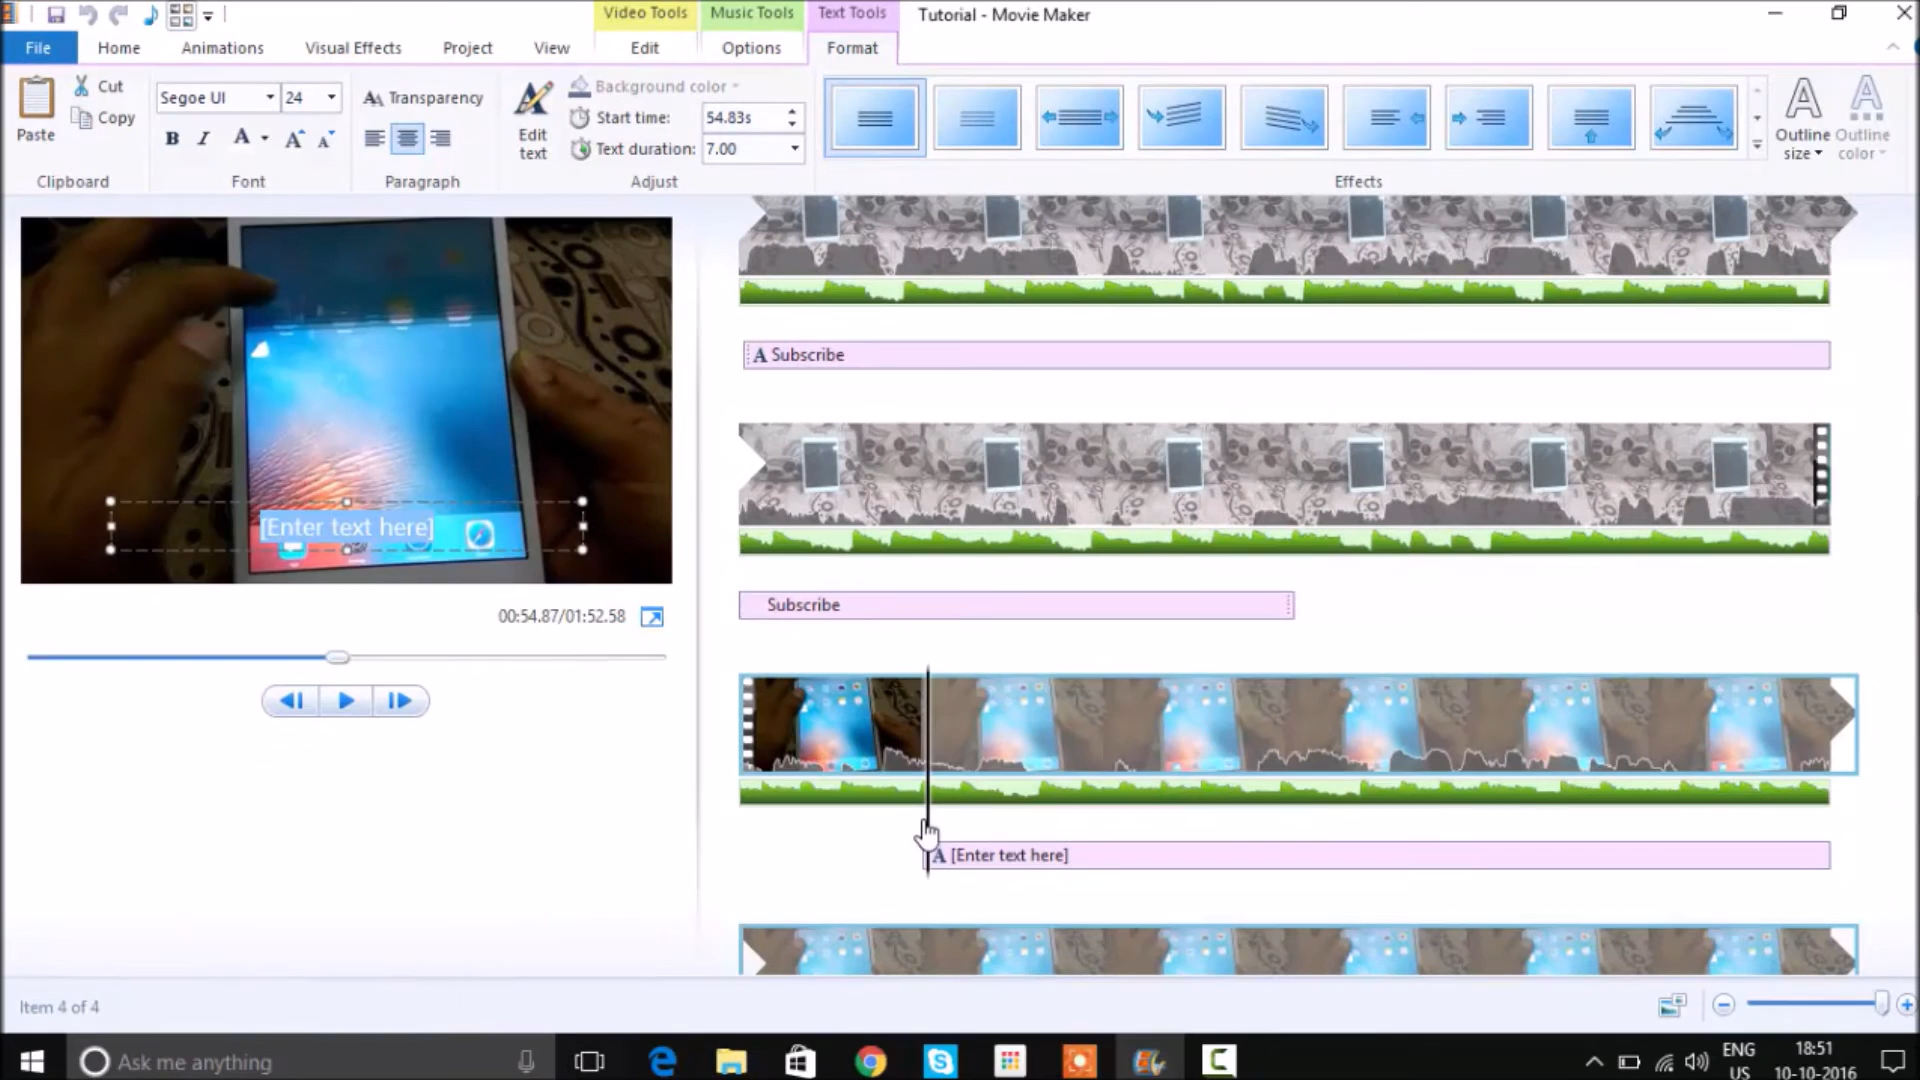 Video Tools
Music Tools
Text Tools
Tutorial - Movie Maker
File
Home
Animations
Visual Effects
Project
View
Edit
Options
Format
Paste
Cut
Copy
Clipboard
Segoe UI
24
B
I
A
A
A
Font
Transparency
Paragraph
Edit
text
Background color
Start time:
54.83s
Text duration:
7.00
Adjust
Effects
Outline
size
Outline
color
A Subscribe
[Enter text here]
00:54.87/01:52.58
Subscribe
A [Enter text here]
Item 4 of 4
Ask me anything
ENG
US
18:51
10-10-2016